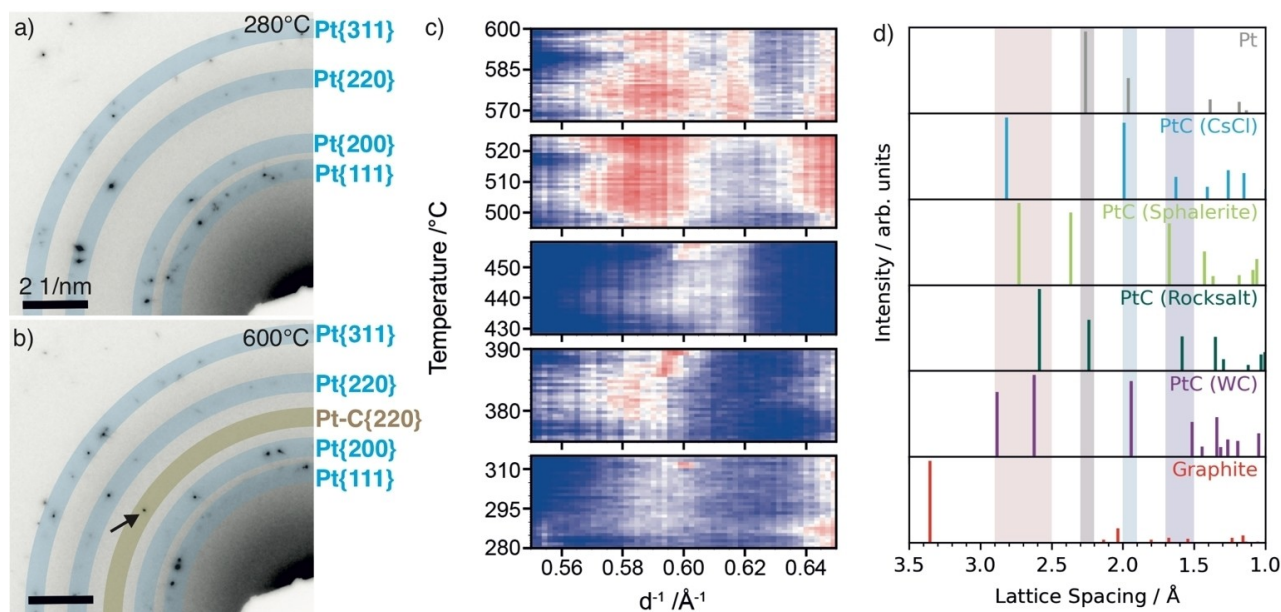 a)
280°C
Pt{311}
Pt{220}
Pt{200}
Pt{111}
2 1/nm
b)
600°C
Pt{311}
Pt{220}
Pt-C{220}
Pt{200}
Pt{111}
c)
Temperature /°C
600
585
570
520
510
500
450
440
430
390
380
310
295
280
0.56 0.58 0.60 0.62 0.64
d⁻¹ /Å⁻¹
d)
Intensity / arb. units
Pt
PtC (CsCl)
PtC (Sphalerite)
PtC (Rocksalt)
PtC (WC)
Graphite
3.5 3.0 2.5 2.0 1.5 1.0
Lattice Spacing / Å